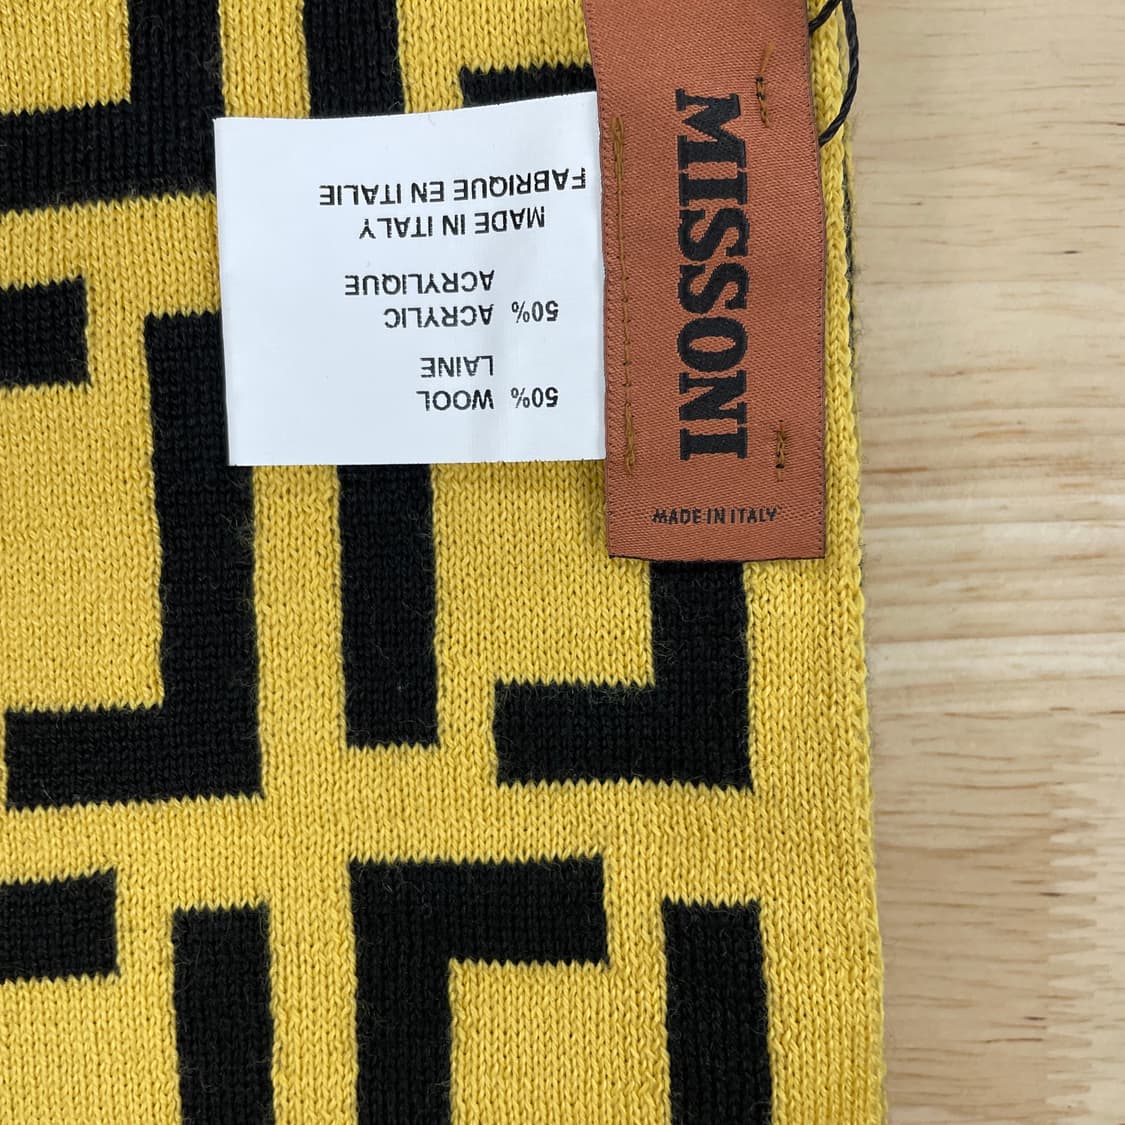 50% WOOL
LAINE
50% ACRYLIC
ACRYLIQUE
MADE IN ITALY
FABRIQUE EN ITALIE
MISSONI
MADE IN ITALY